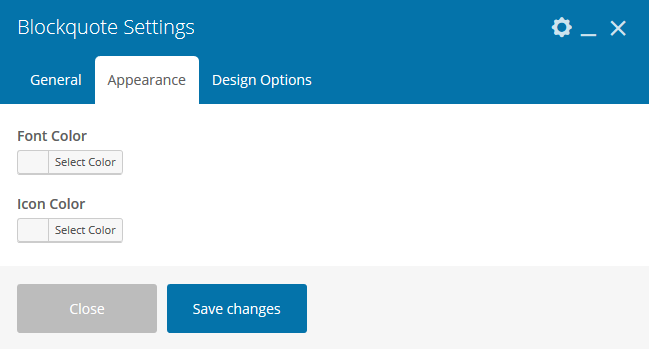 Blockquote Settings
General Appearance Design Options
Font Color
Select Color
Icon Color
Select Color
Close Save changes